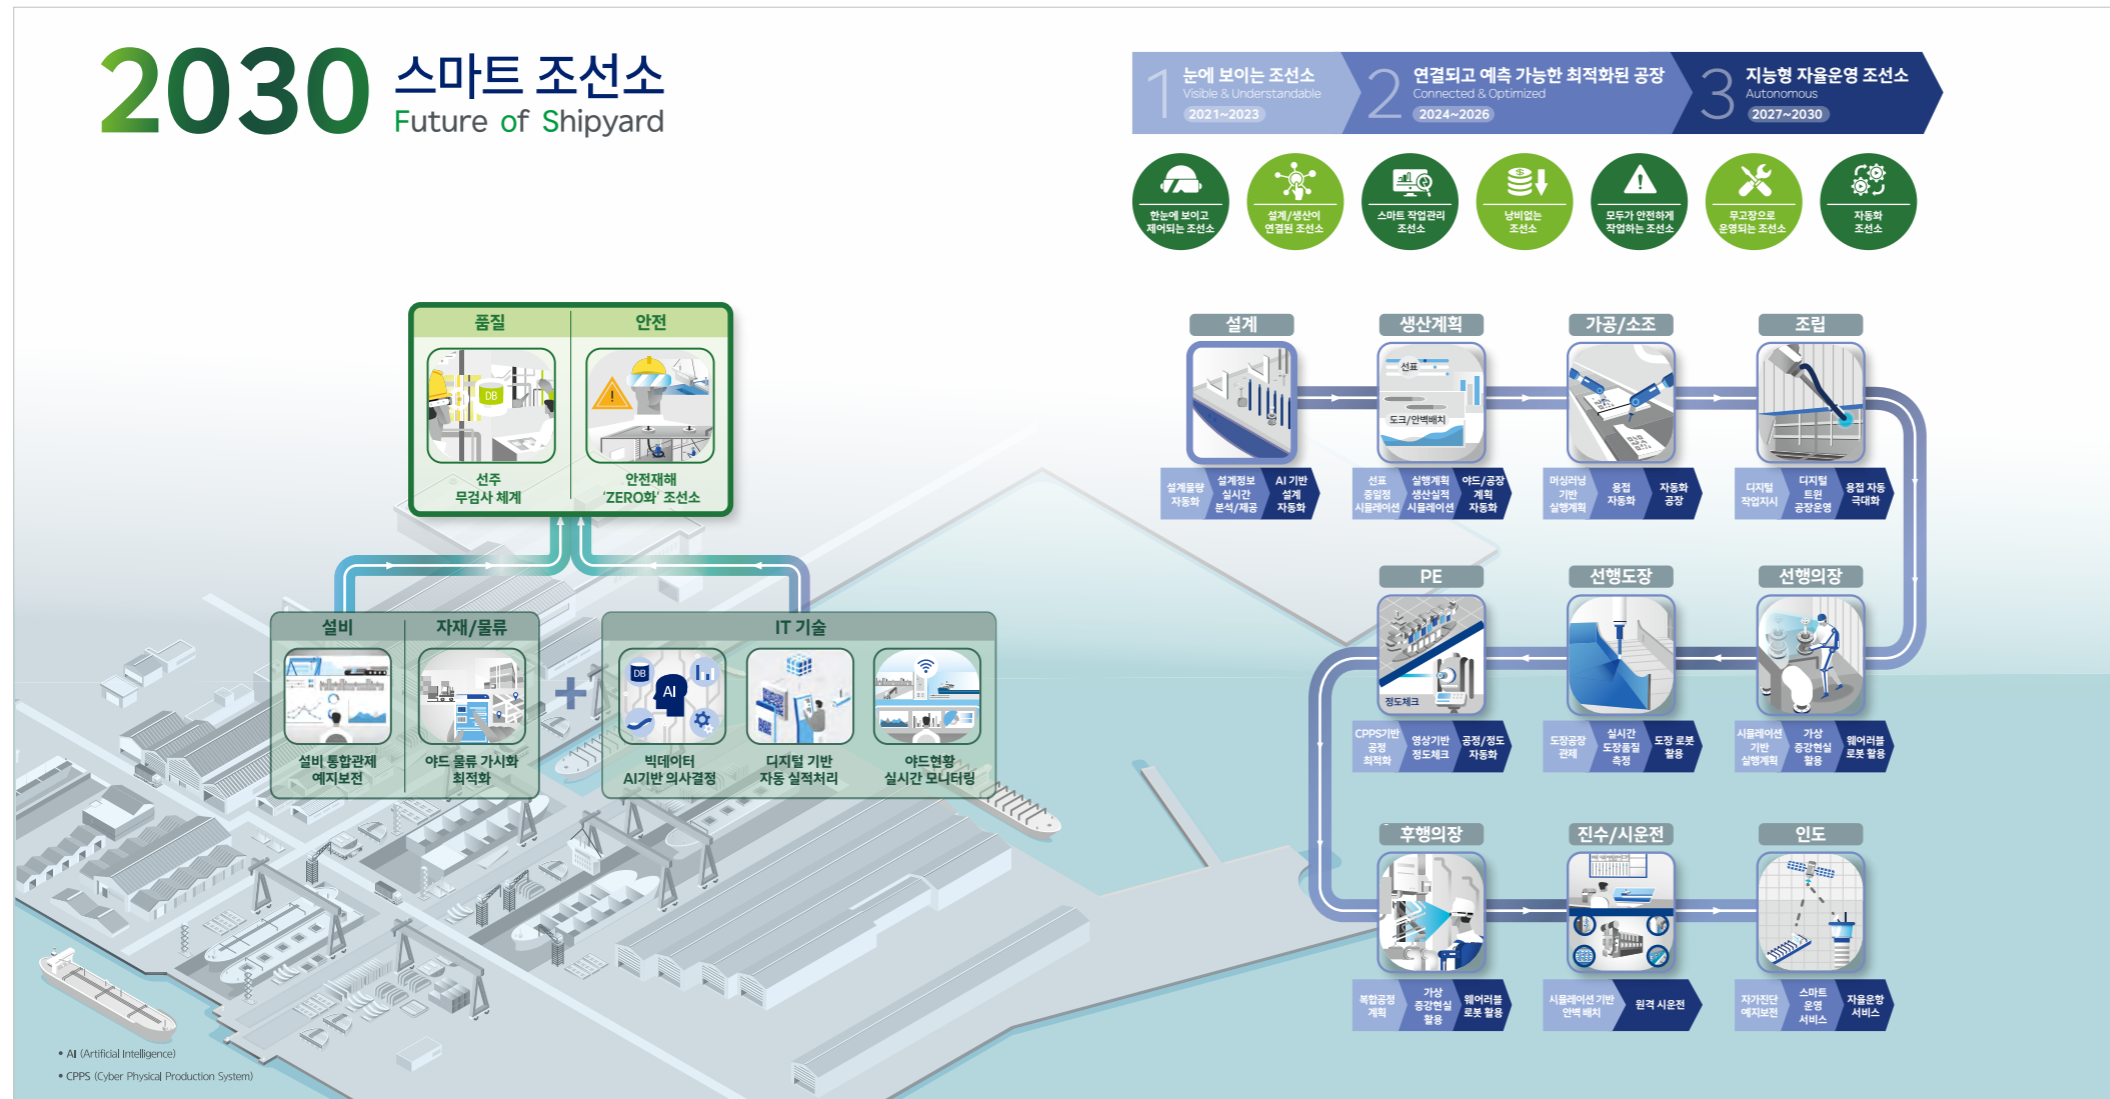 2030 스마트 조선소
Future of Shipyard
1 눈에 보이는 조선소
Visible & Understandable
2021~2023
2 연결되고 예측 가능한 최적화된 공장
Connected & Optimized
2024~2026
3 지능형 자율운영 조선소
Autonomous
2027~2030
한눈에 보이고
제어되는 조선소
설계/생산이
연결된 조선소
스마트 작업관리
조선소
낭비없는
조선소
모두가 안전하게
작업하는 조선소
무고장으로
운영되는 조선소
자동화
조선소
품질
DB
선주
무검사 체계
안전
안전재해
'ZERO화' 조선소
설비
설비 통합관제
예지보전
자재/물류
야드 물류 가시화
최적화
+
IT 기술
DB
AI
빅데이터
AI기반 의사결정
디지털 기반
자동 실적처리
야드현황
실시간 모니터링
설계
설계물량
자동화
설계정보
실시간
분석/제공
AI 기반
설계
자동화
생산계획
선표
도크/안벽배치
선표
중일정
시뮬레이션
실행계획
생산실적
시뮬레이션
야드/공장
계획
자동화
가공/소조
머싱러닝
기반
실행계획
용접
자동화
자동화
공장
조립
디지털
작업지시
디지털
트윈
공장운영
용접 자동
극대화
PE
정도체크
CPPS기반
공정
최적화
영상기반
정도체크
공정/정도
자동화
선행도장
도장공장
관제
실시간
도장품질
측정
도장 로봇
활용
선행의장
시뮬레이션
기반
실행계획
가상
증강현실
활용
웨어러블
로봇 활용
후행의장
복합공정
계획
가상
증강현실
활용
웨어러블
로봇 활용
진수/시운전
시뮬레이션 기반
안벽 배치
원격 시운전
인도
자가진단
예지보전
스마트
운영
서비스
자율운항
서비스
• AI (Artificial Intelligence)
• CPPS (Cyber Physical Production System)